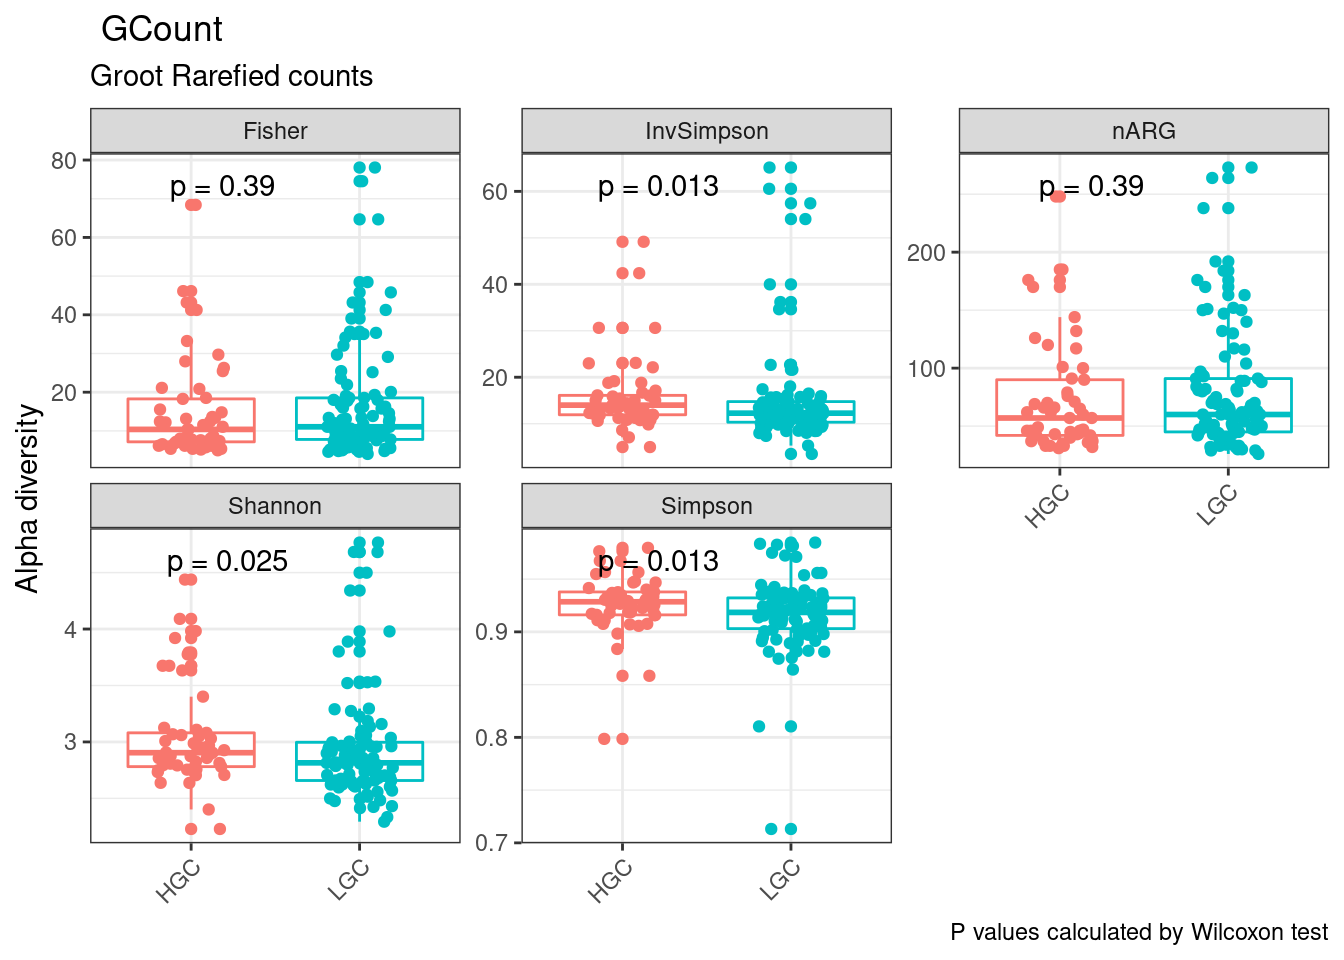 GCount
Groot Rarefied counts
Fisher
InvSimpson
nARG
80
60
40
20
p = 0.39
60
40
20
p = 0.013
200
100
p = 0.39
HGC
LGC
Alpha diversity
Shannon
Simpson
4
3
p = 0.025
0.9
0.8
0.7
p = 0.013
HGC
LGC
HGC
LGC
P values calculated by Wilcoxon test